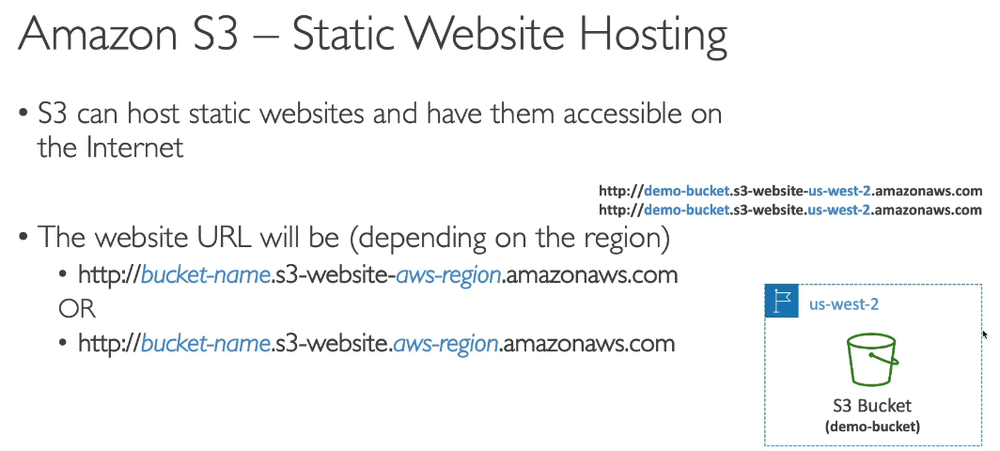 Amazon S3 – Static Website Hosting
• S3 can host static websites and have them accessible on
the Internet
http://demo-bucket.s3-website-us-west-2.amazonaws.com
http://demo-bucket.s3-website.us-west-2.amazonaws.com
• The website URL will be (depending on the region)
• http://bucket-name.s3-website-aws-region.amazonaws.com
OR
• http://bucket-name.s3-website.aws-region.amazonaws.com
us-west-2
S3 Bucket
(demo-bucket)